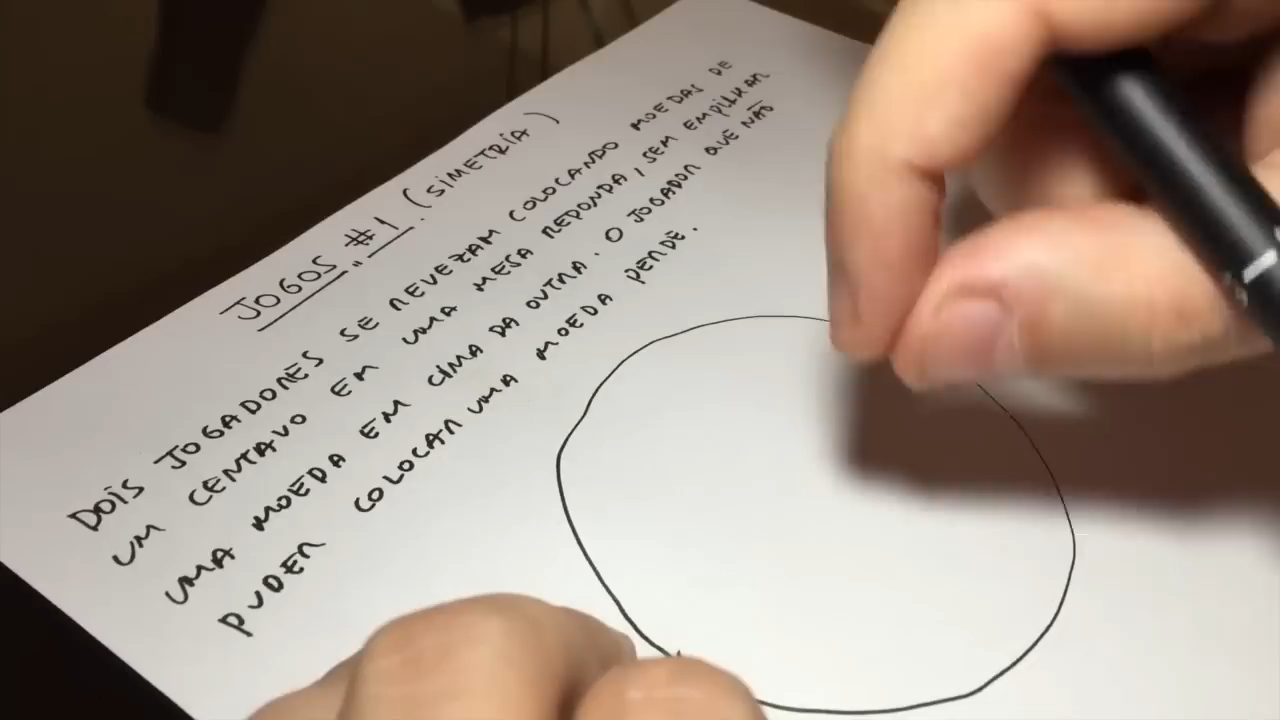 JOGOS #1. (SIMETRIA)
DOIS JOGADORES SE REVEZAM COLOCANDO MOEDAS DE
UM CENTAVO EM UMA MESA REDONDA, SEM EMPILHAR
UMA MOEDA EM CIMA DA OUTRA. O JOGADOR QUE NÃO
PUDER COLOCAR UMA MOEDA PERDE.